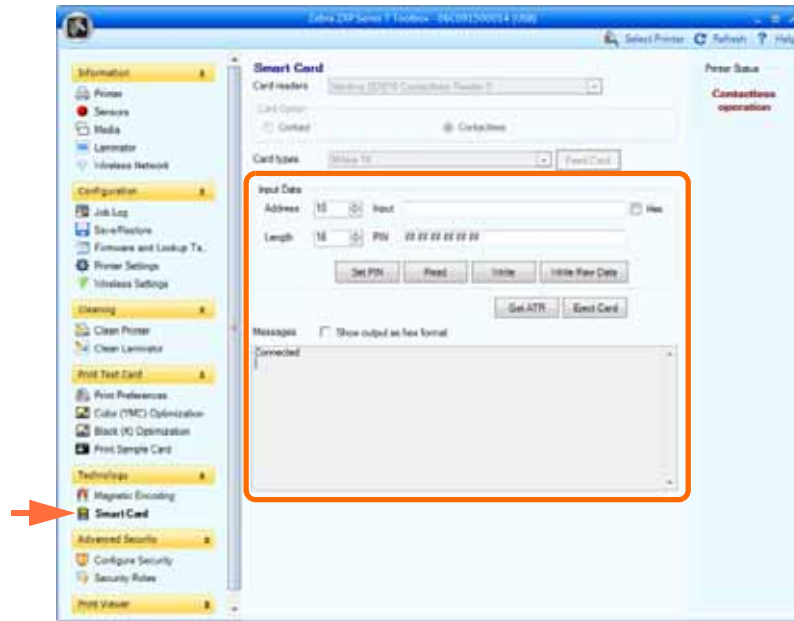 Zebra ZXP Series 7 Toolbox - 06C091500014 (USB)
Select Printer Refresh ? Help
Information
Printer
Sensors
Media
Laminator
Wireless Network
Configuration
Job Log
Save/Restore
Firmware and Lookup Ta..
Printer Settings
Wireless Settings
Cleaning
Clean Printer
Clean Laminator
Print Test Card
Print Preferences
Color (YMC) Optimization
Black (K) Optimization
Print Sample Card
Technology
Magnetic Encoding
Smart Card
Advanced Security
Configure Security
Security Roles
Print Viewer
Smart Card
Card readers Contactless Reader 0
Card Option
Contact Contactless
Card types Feed Card
Input Data
Address 10 Input Hex
Length 16 PIN ## ## ## ## ## ##
Set PIN Read Write Write Raw Data
Get ATR Eject Card
Messages Show output as hex format
Connected
Printer Status
Contactless
operation